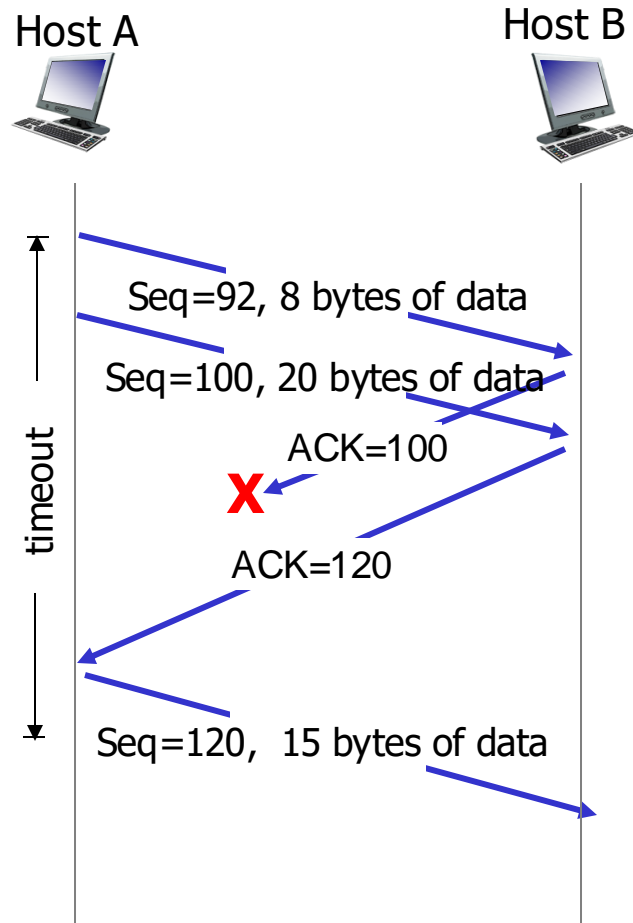 Host A
Host B
Seq=92, 8 bytes of data
Seq=100, 20 bytes of data
ACK=100
X
timeout
ACK=120
Seq=120, 15 bytes of data